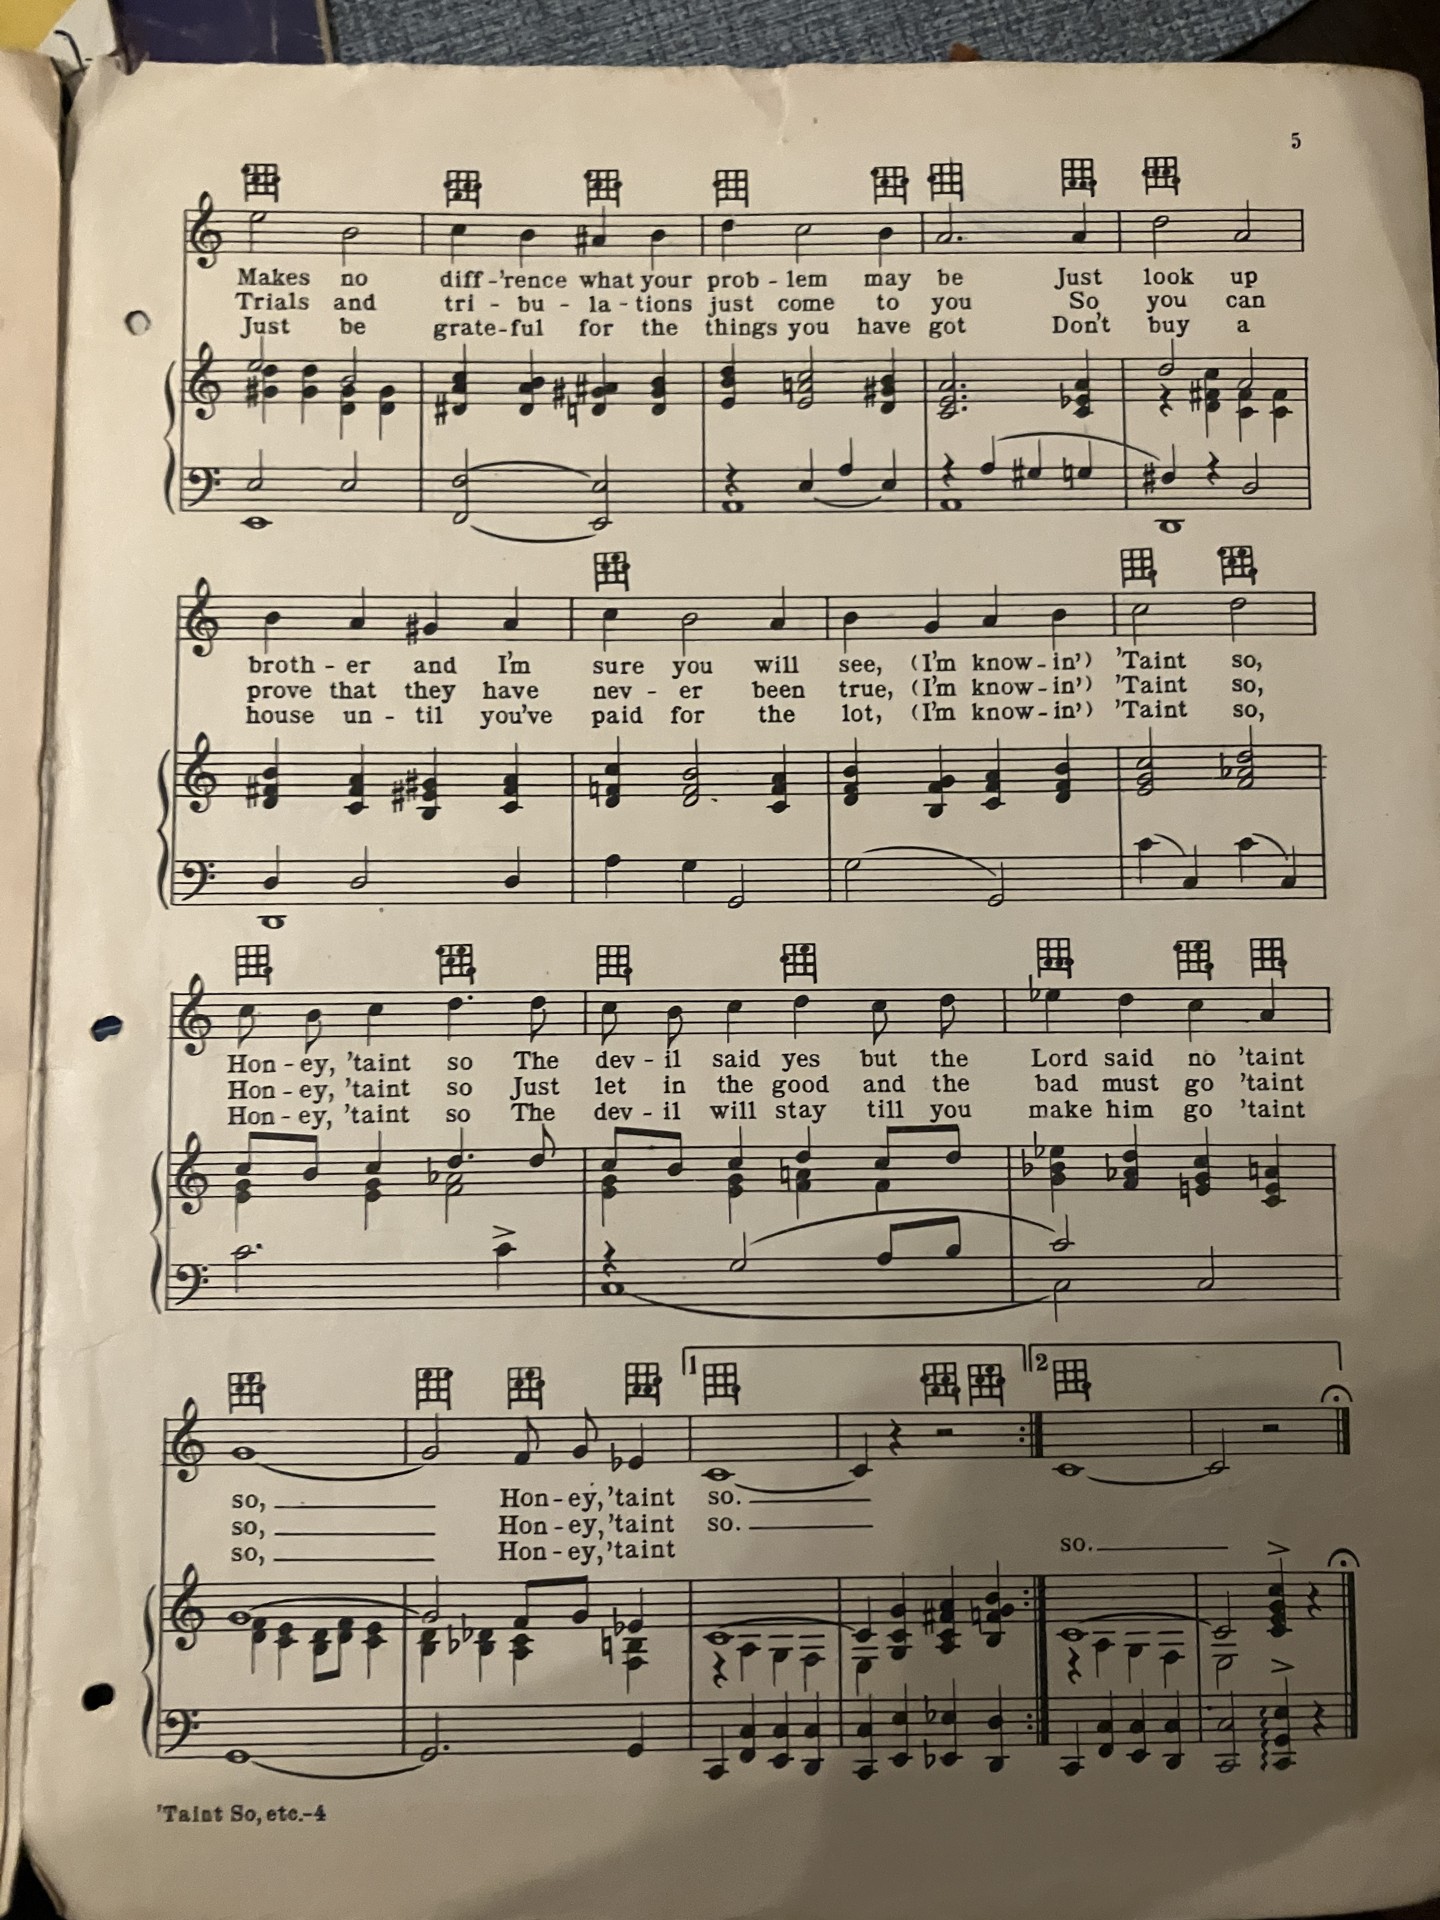 5
Makes no diff-'rence what your prob-lem may be Just look up
Trials and tri-bu-la-tions just come to you So you can
Just be grate-ful for the things you have got Don't buy a
broth-er and I'm sure you will see, (I'm know-in') 'Taint so,
prove that they have nev-er been true, (I'm know-in') 'Taint so,
house un-til you've paid for the lot, (I'm know-in') 'Taint so,
Hon-ey, 'taint so The dev-il said yes but the Lord said no 'taint
Hon-ey, 'taint so Just let in the good and the bad must go 'taint
Hon-ey, 'taint so The dev-il will stay till you make him go 'taint
1 2
so, Hon-ey, 'taint so.
so, Hon-ey, 'taint so.
so, Hon-ey, 'taint so.
'Taint So, etc.-4